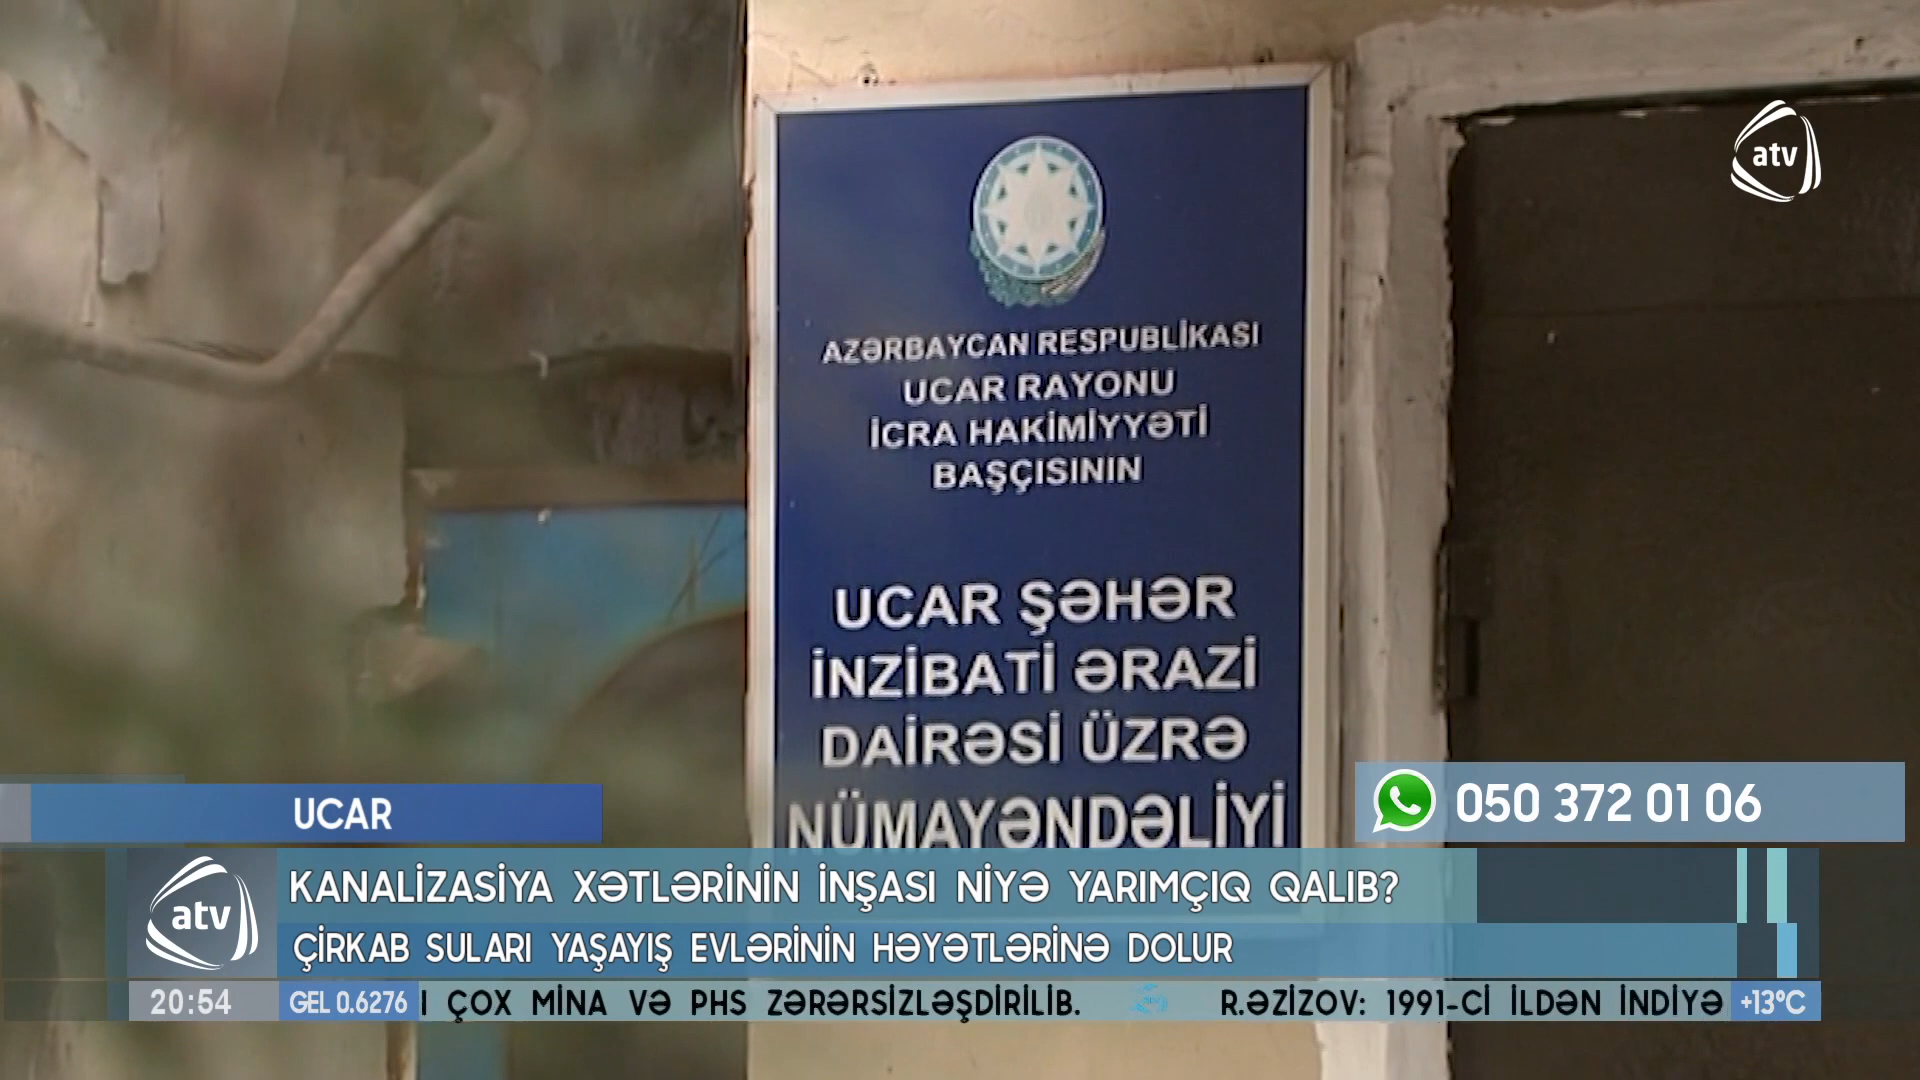 atv
AZƏRBAYCAN RESPUBLİKASI
UCAR RAYONU
İCRA HAKİMİYYƏTİ
BAŞÇISININ
UCAR ŞƏHƏR
İNZİBATİ ƏRAZİ
DAİRƏSİ ÜZRƏ
NÜMAYƏNDƏLİYİ
UCAR
050 372 01 06
atv
KANALİZASİYA XƏTLƏRİNİN İNŞASI NİYƏ YARIMÇIQ QALIB?
ÇİRKAB SULARI YAŞAYIŞ EVLƏRİNİN HƏYƏTLƏRİNƏ DOLUR
20:54 GEL 0.6276 ÇOX MİNA VƏ PHS ZƏRƏRSİZLƏŞDİRİLİB. R.ƏZİZOV: 1991-Cİ İLDƏN İNDİYƏ +13°C